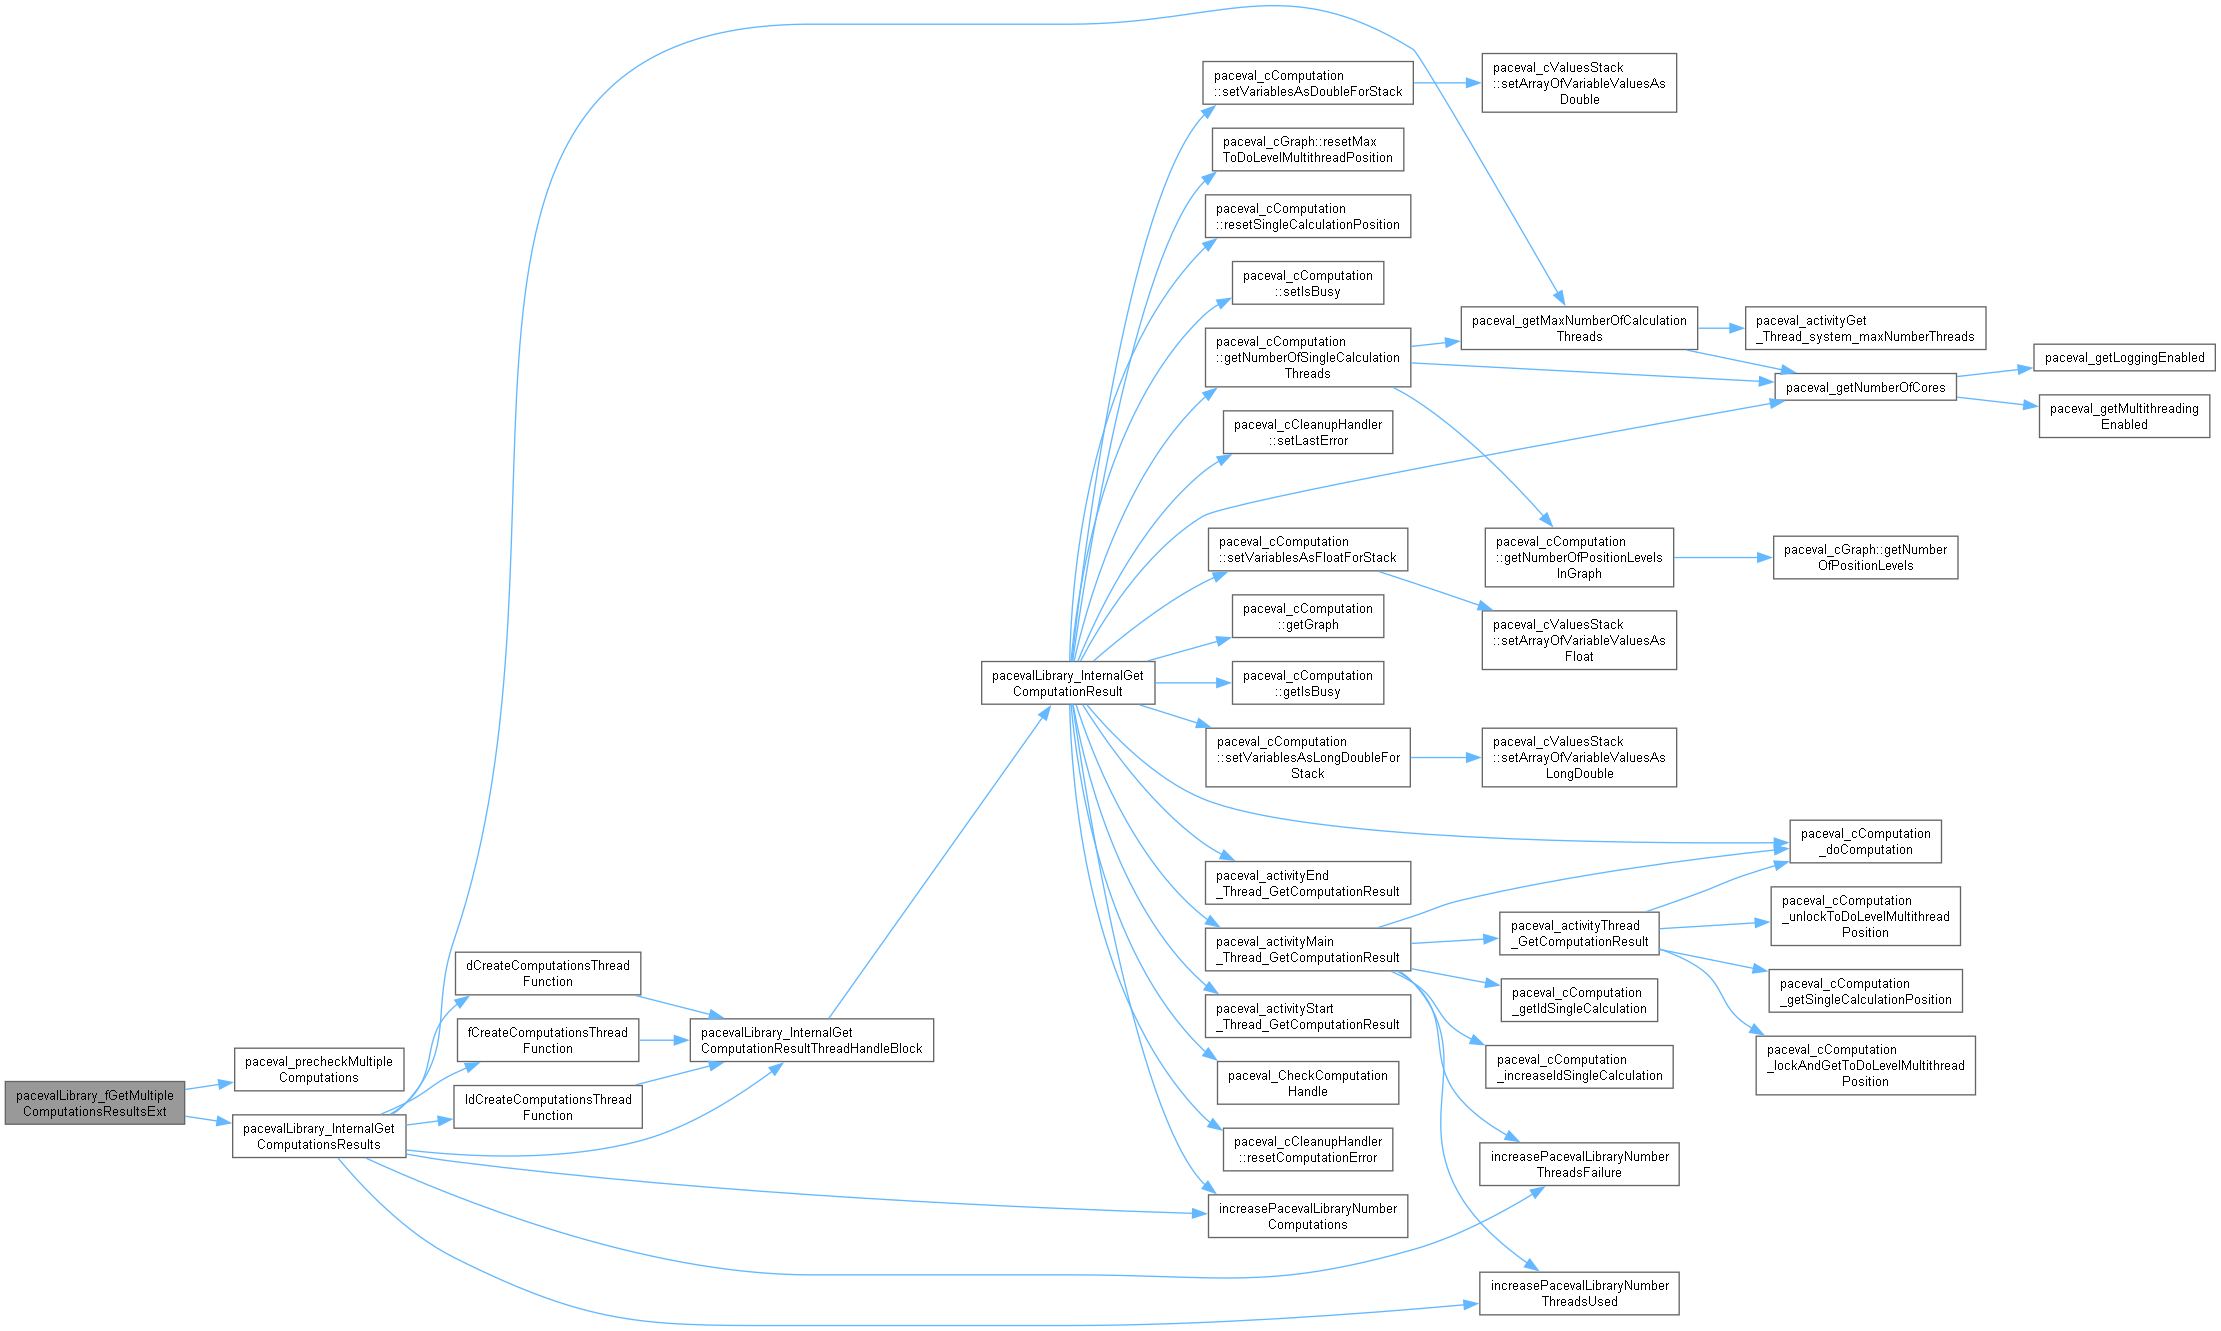 pacevalLibrary_fGetMultiple
ComputationsResultsExt
paceval_precheckMultiple
Computations
pacevalLibrary_InternalGet
ComputationsResults
dCreateComputationsThread
Function
fCreateComputationsThread
Function
ldCreateComputationsThread
Function
pacevalLibrary_InternalGet
ComputationResultThreadHandleBlock
pacevalLibrary_InternalGet
ComputationResult
paceval_cComputation
::setVariablesAsDoubleForStack
paceval_cGraph::resetMax
ToDoLevelMultithreadPosition
paceval_cComputation
::resetSingleCalculationPosition
paceval_cComputation
::setIsBusy
paceval_cComputation
::getNumberOfSingleCalculation
Threads
paceval_cCleanupHandler
::setLastError
paceval_cComputation
::setVariablesAsFloatForStack
paceval_cComputation
::getGraph
paceval_cComputation
::getIsBusy
paceval_cComputation
::setVariablesAsLongDoubleFor
Stack
paceval_activityEnd
_Thread_GetComputationResult
paceval_activityMain
_Thread_GetComputationResult
paceval_activityStart
_Thread_GetComputationResult
paceval_CheckComputation
Handle
paceval_cCleanupHandler
::resetComputationError
increasePacevalLibraryNumber
Computations
paceval_cValuesStack
::setArrayOfVariableValuesAs
Double
paceval_getMaxNumberOfCalculation
Threads
paceval_cComputation
::getNumberOfPositionLevels
InGraph
paceval_cValuesStack
::setArrayOfVariableValuesAs
Float
paceval_cValuesStack
::setArrayOfVariableValuesAs
LongDouble
paceval_activityThread
_GetComputationResult
paceval_cComputation
_getIdSingleCalculation
paceval_cComputation
_increaseIdSingleCalculation
increasePacevalLibraryNumber
ThreadsFailure
increasePacevalLibraryNumber
ThreadsUsed
paceval_activityGet
_Thread_system_maxNumberThreads
paceval_getNumberOfCores
paceval_cGraph::getNumber
OfPositionLevels
paceval_cComputation
_doComputation
paceval_cComputation
_unlockToDoLevelMultithread
Position
paceval_cComputation
_getSingleCalculationPosition
paceval_cComputation
_lockAndGetToDoLevelMultithread
Position
paceval_getLoggingEnabled
paceval_getMultithreading
Enabled